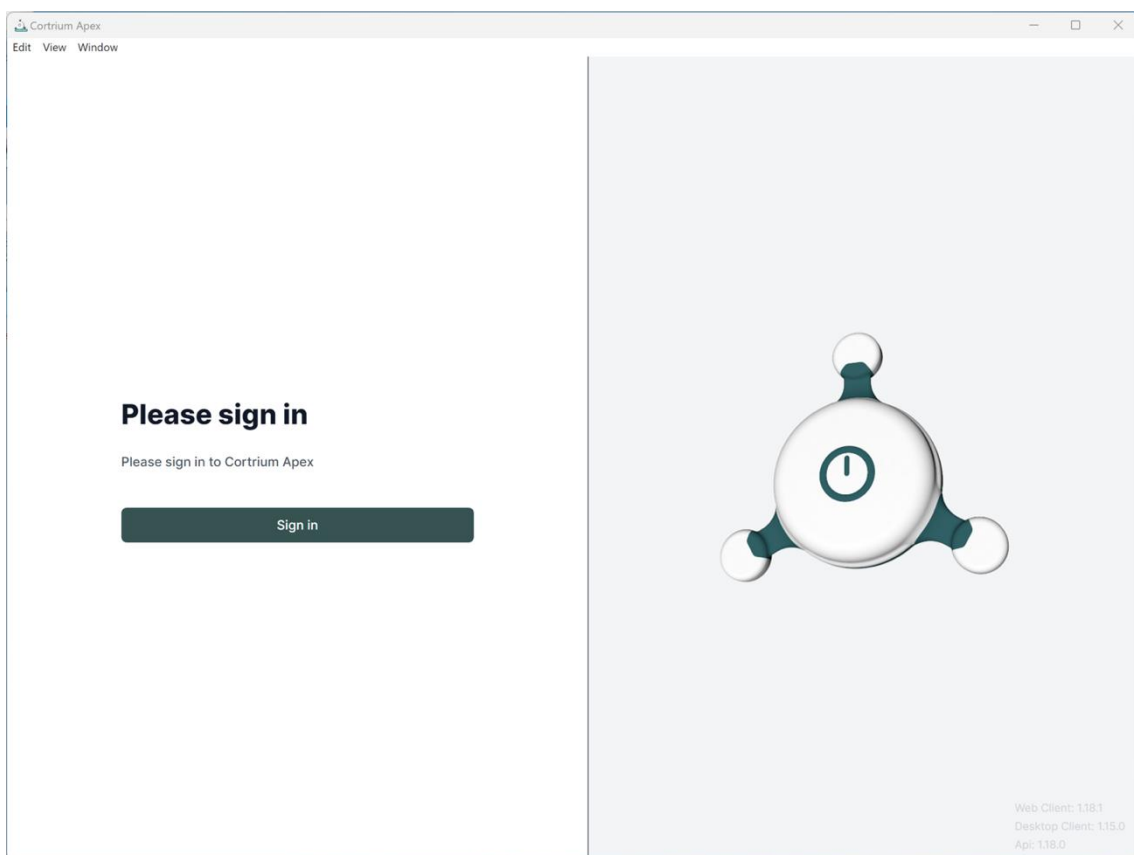 Cortrium Apex
Edit View Window
Please sign in
Please sign in to Cortrium Apex
Sign in
Web Client: 1.18.1
Desktop Client: 1.15.0
Api: 1.18.0